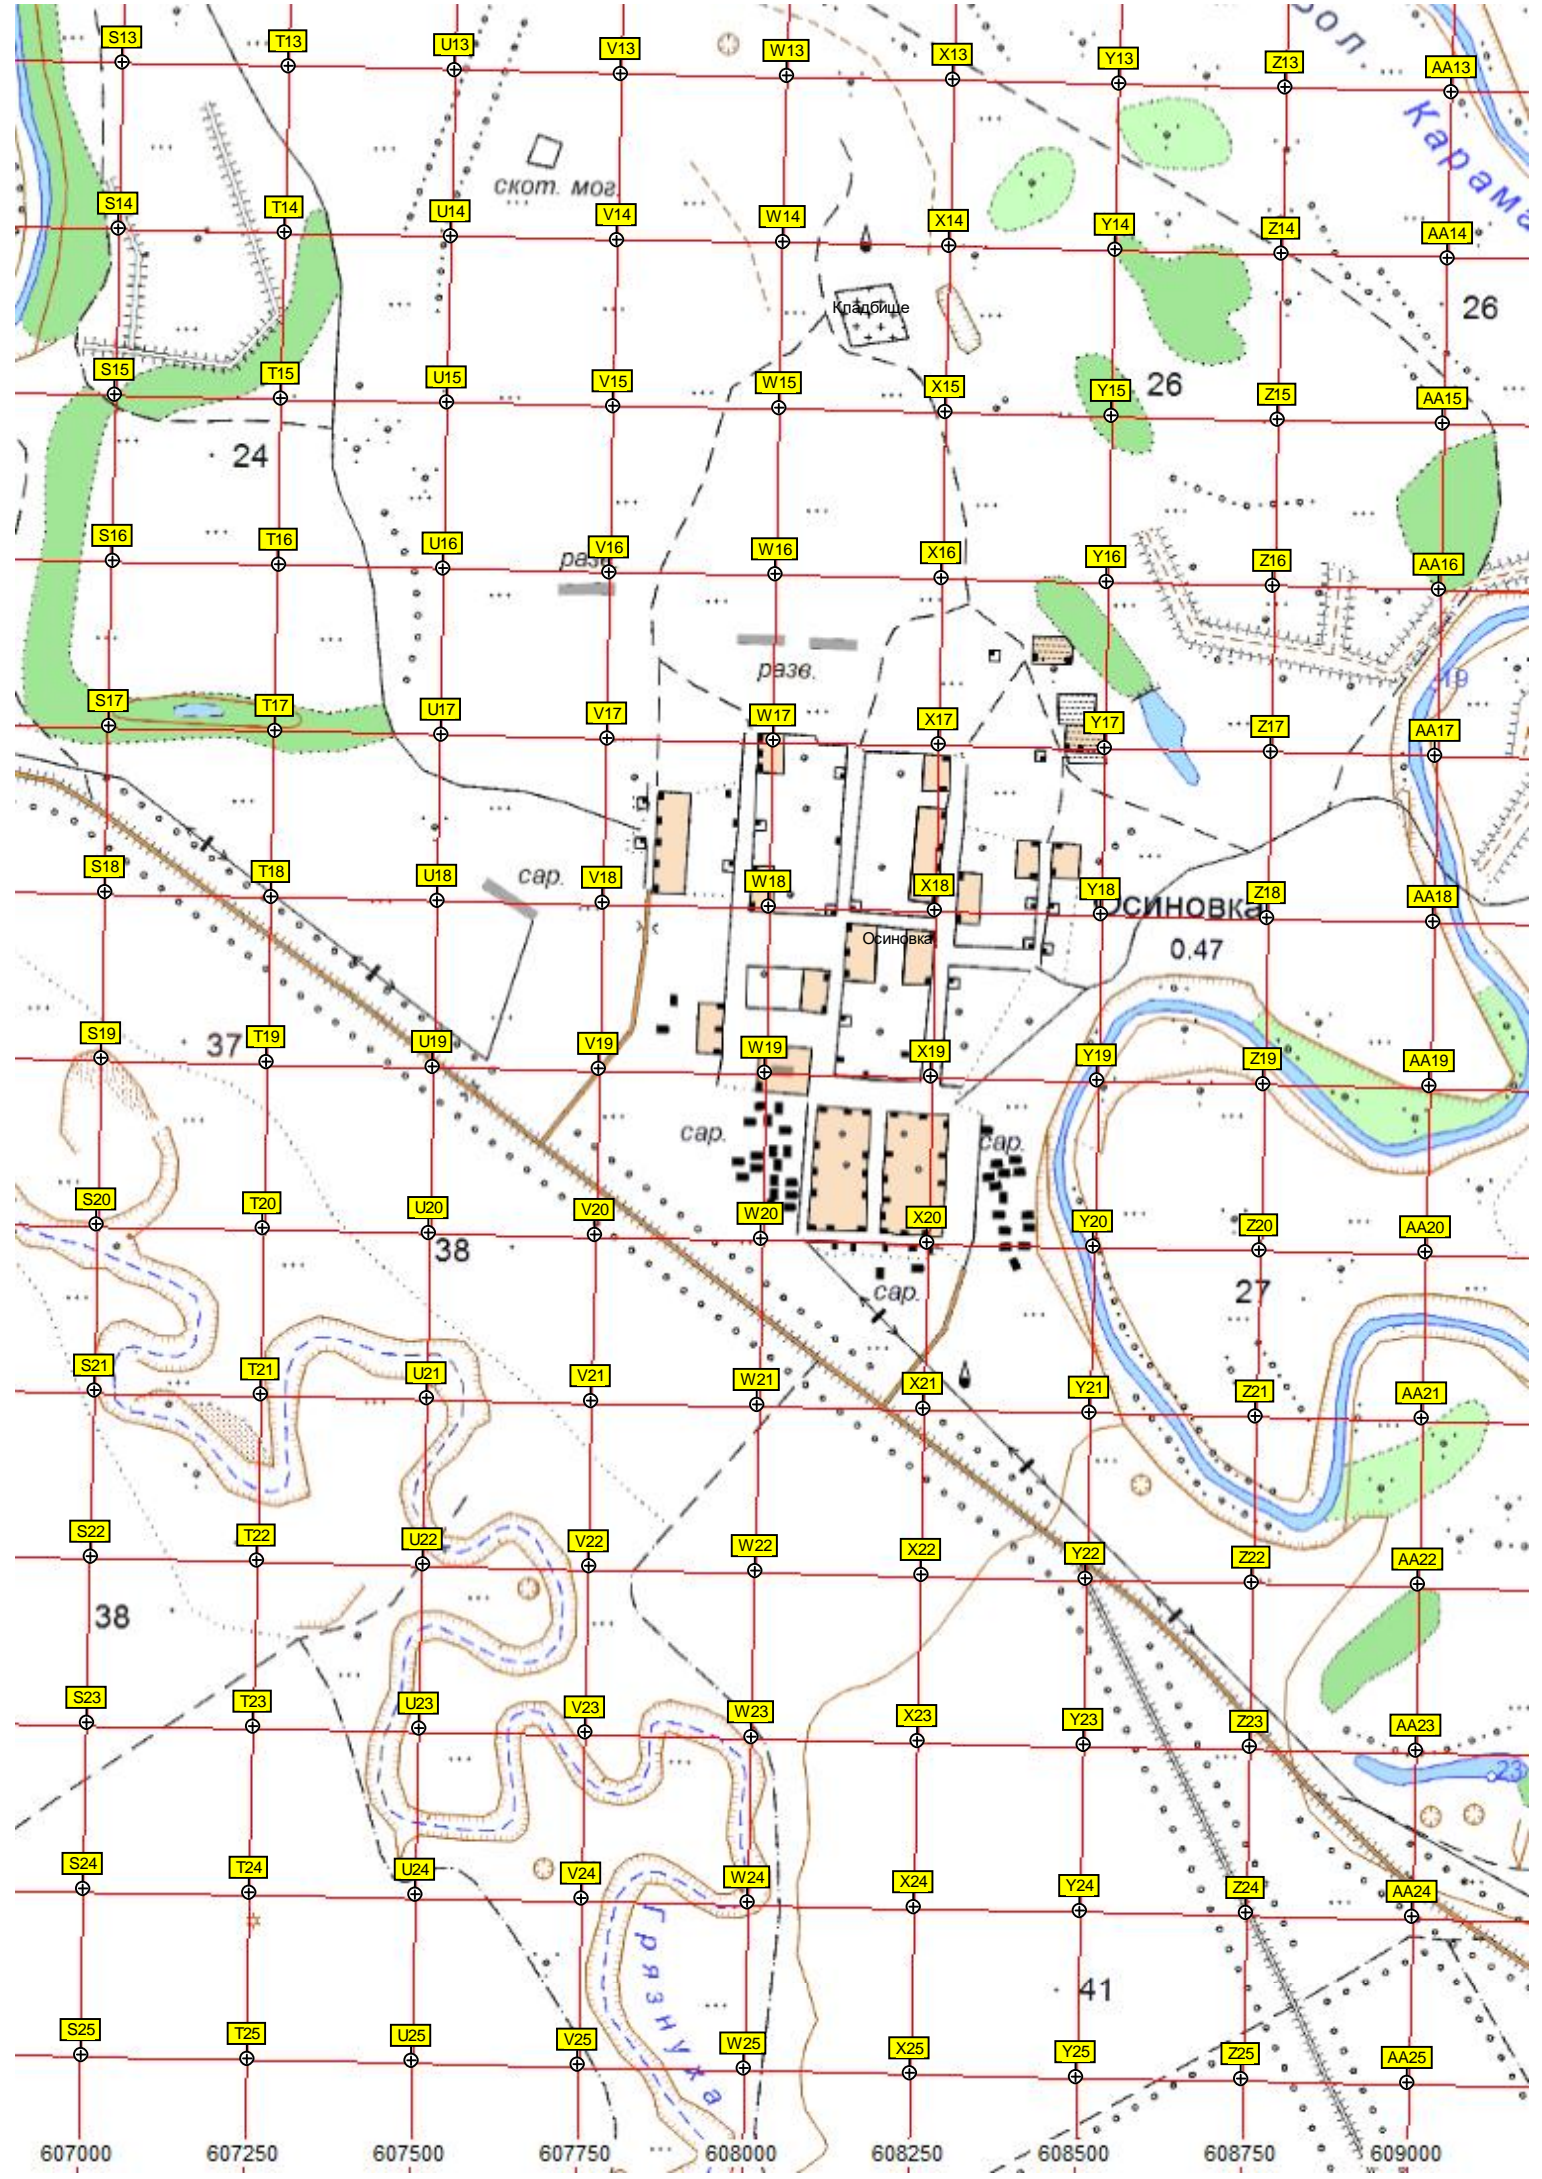 S13 T13 U13 V13 W13 X13 Y13 Z13 AA13
бол
Карама
скот. мог.
S14 T14 U14 V14 W14 X14 Y14 Z14 AA14
Кладбище
26
S15 T15 U15 V15 W15 X15 Y15 26 Z15 AA15
24
S16 T16 U16 V16 W16 X16 Y16 Z16 AA16
разв.
разв.
19
S17 T17 U17 V17 W17 X17 Y17 Z17 AA17
S18 T18 U18 V18 W18 X18 Y18 Z18 AA18
сар.
Осиновка
Осиновка
0.47
37
S19 T19 U19 V19 W19 X19 Y19 Z19 AA19
сар.
сар.
S20 T20 U20 V20 W20 X20 Y20 Z20 AA20
38
27
сар.
S21 T21 U21 V21 W21 X21 Y21 Z21 AA21
S22 T22 U22 V22 W22 X22 Y22 Z22 AA22
38
S23 T23 U23 V23 W23 X23 Y23 Z23 AA23
23
S24 T24 U24 V24 W24 X24 Y24 Z24 AA24
Грязнуха
41
S25 T25 U25 V25 W25 X25 Y25 Z25 AA25
607000 607250 607500 607750 608000 608250 608500 608750 609000